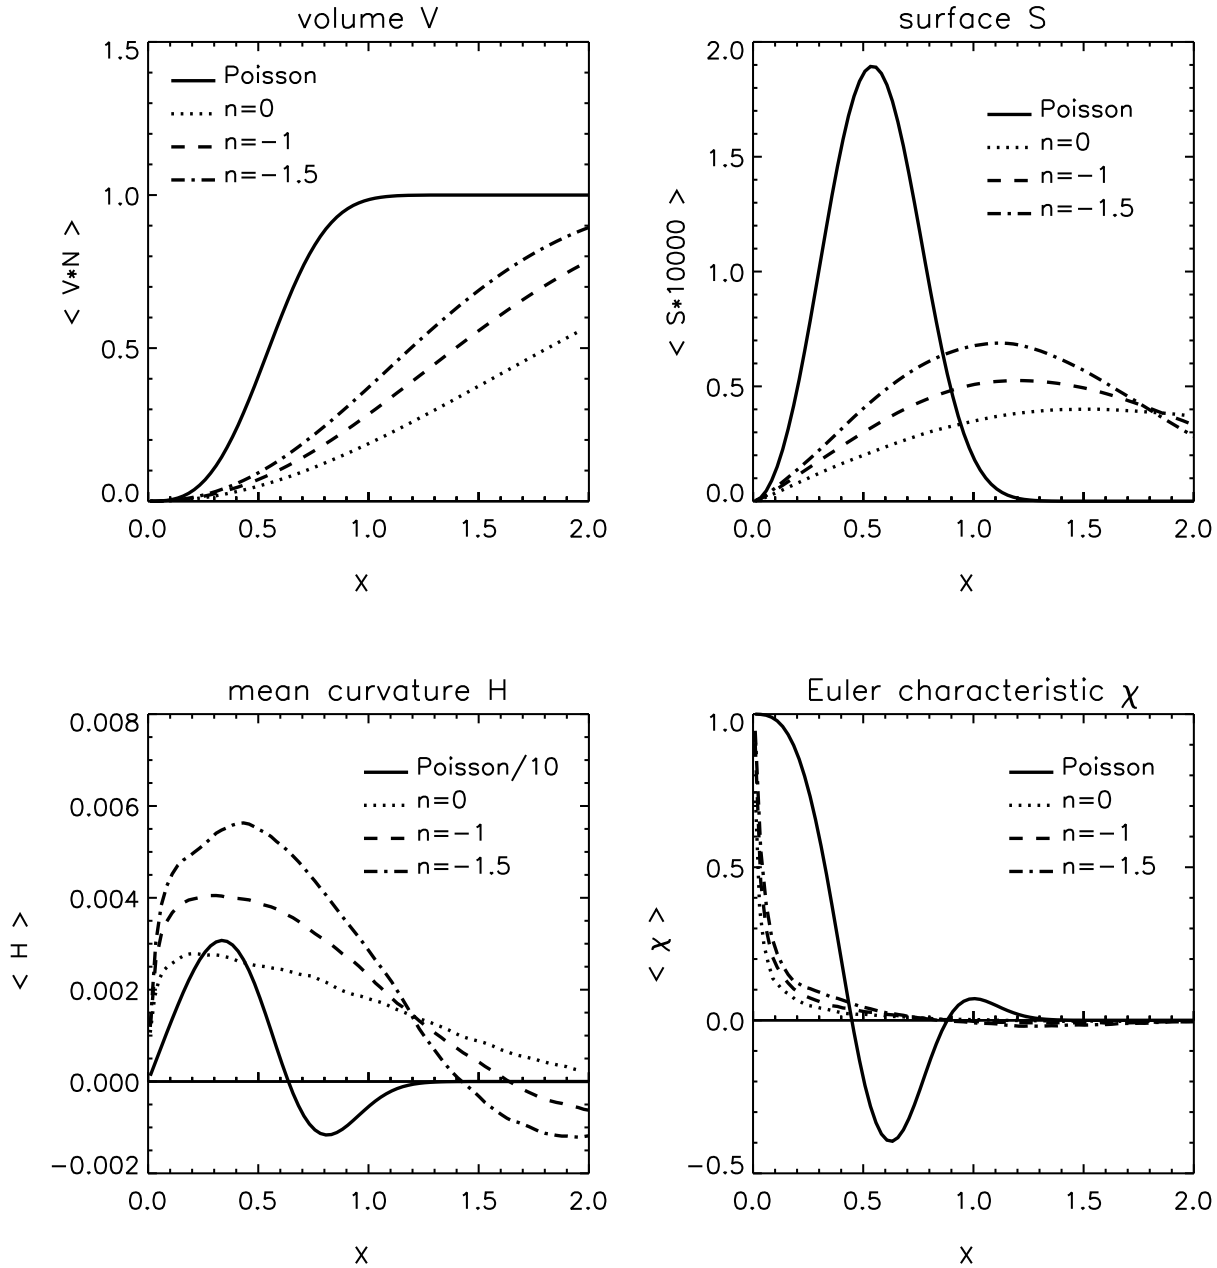 volume V
1.5
1.0
0.5
0.0
< V*N >
Poisson
n=0
n=−1
n=−1.5
0.0 0.5 1.0 1.5 2.0
X
surface S
2.0
1.5
1.0
0.5
0.0
< S*10000 >
Poisson
n=0
n=−1
n=−1.5
0.0 0.5 1.0 1.5 2.0
X
mean curvature H
0.008
0.006
0.004
0.002
0.000
−0.002
< H >
Poisson/10
n=0
n=−1
n=−1.5
0.0 0.5 1.0 1.5 2.0
X
Euler characteristic χ
1.0
0.5
0.0
−0.5
< χ >
Poisson
n=0
n=−1
n=−1.5
0.0 0.5 1.0 1.5 2.0
X